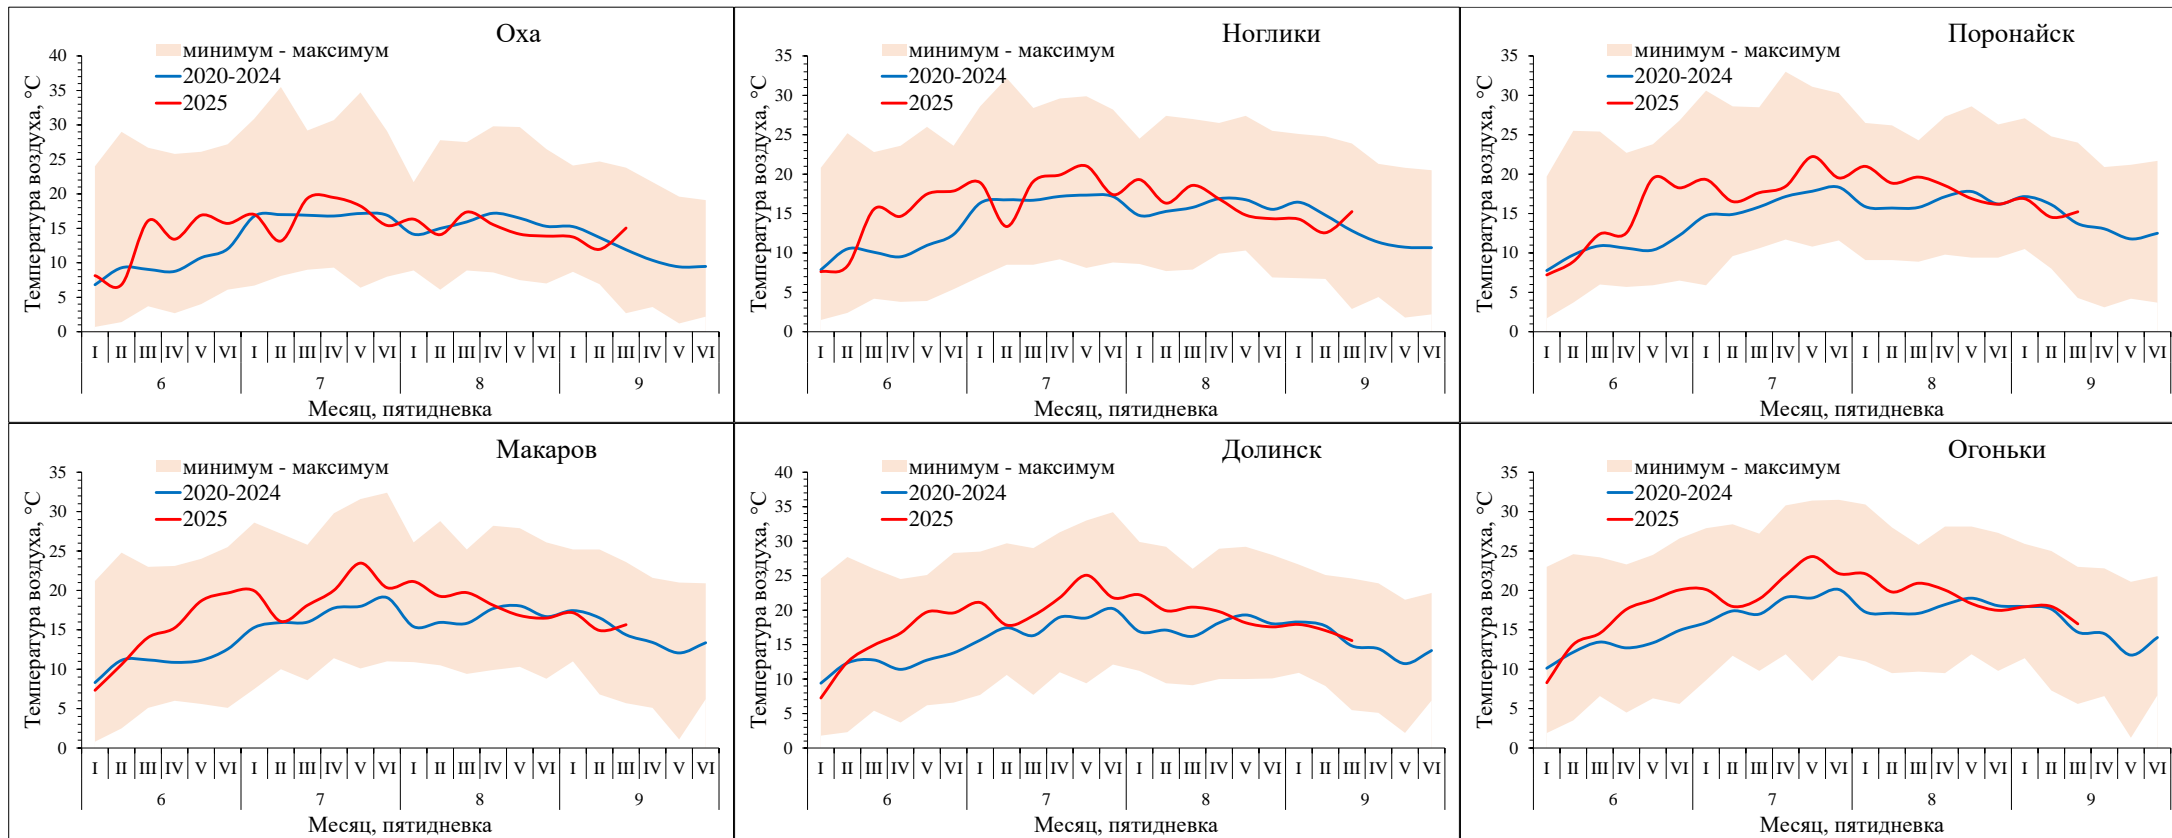 Оха
минимум - максимум
2020-2024
2025
Температура воздуха, °С
40
35
30
25
20
15
10
5
0
I II III IV V VI I II III IV V VI I II III IV V VI I II III IV V VI
6 7 8 9
Месяц, пятидневка
Ноглики
минимум - максимум
2020-2024
2025
Температура воздуха, °С
35
30
25
20
15
10
5
0
I II III IV V VI I II III IV V VI I II III IV V VI I II III IV V VI
6 7 8 9
Месяц, пятидневка
Поронайск
минимум - максимум
2020-2024
2025
Температура воздуха, °С
35
30
25
20
15
10
5
0
I II III IV V VI I II III IV V VI I II III IV V VI I II III IV V VI
6 7 8 9
Месяц, пятидневка
Макаров
минимум - максимум
2020-2024
2025
Температура воздуха, °С
35
30
25
20
15
10
5
0
I II III IV V VI I II III IV V VI I II III IV V VI I II III IV V VI
6 7 8 9
Месяц, пятидневка
Долинск
минимум - максимум
2020-2024
2025
Температура воздуха, °С
40
35
30
25
20
15
10
5
0
I II III IV V VI I II III IV V VI I II III IV V VI I II III IV V VI
6 7 8 9
Месяц, пятидневка
Огоньки
минимум - максимум
2020-2024
2025
Температура воздуха, °С
35
30
25
20
15
10
5
0
I II III IV V VI I II III IV V VI I II III IV V VI I II III IV V VI
6 7 8 9
Месяц, пятидневка